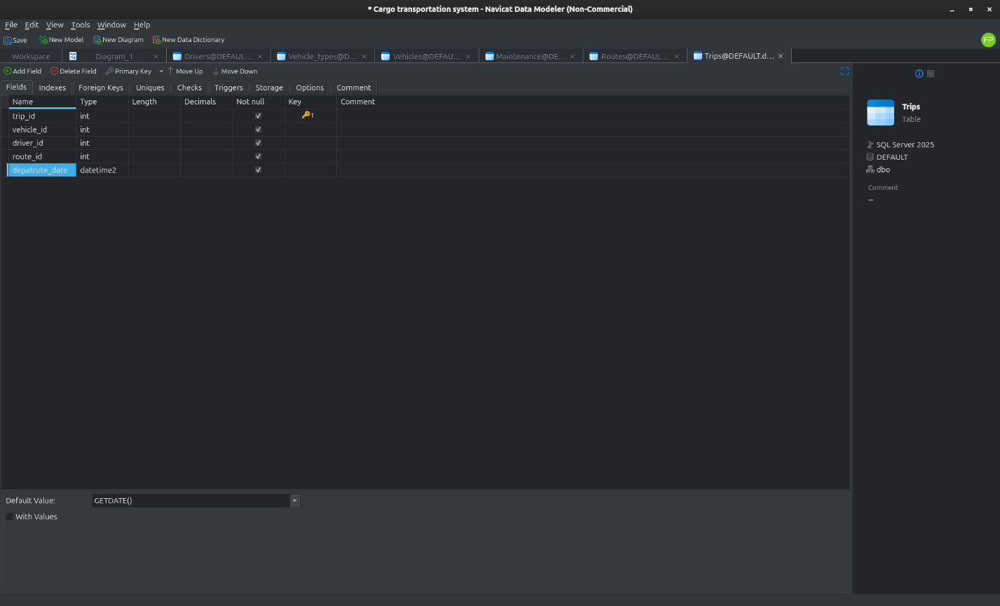 * Cargo transportation system - Navicat Data Modeler (Non-Commercial)
File Edit View Tools Window Help
Save New Model New Diagram New Data Dictionary
FP
Workspace Diagram_1 Drivers@DEFAUL... Vehicle_types@D... Vehicles@DEFAU... Maintenance@DE... Routes@DEFAUL... Trips@DEFAULT.d...
Add Field Delete Field Primary Key Move Up Move Down
Fields Indexes Foreign Keys Uniques Checks Triggers Storage Options Comment
Name Type Length Decimals Not null Key Comment
trip_id int 1
vehicle_id int
driver_id int
route_id int
depatrute_date datetime2
Default Value: GETDATE()
With Values
Trips
Table
SQL Server 2025
DEFAULT
dbo
Comment
--